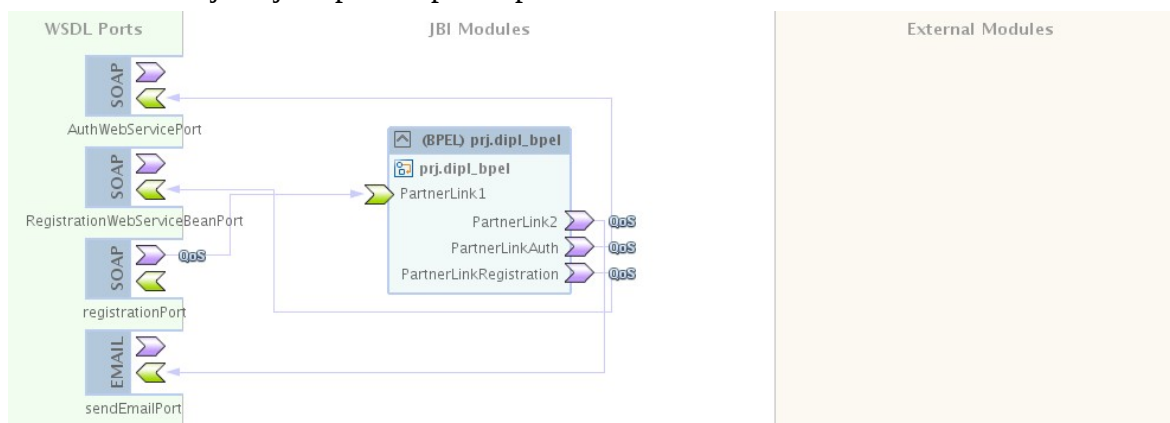 WSDL Ports
JBI Modules
External Modules
SOAP
AuthWebServicePort
SOAP
RegistrationWebServiceBeanPort
SOAP
QoS
registrationPort
EMAIL
sendEmailPort
(BPEL) prj.dipl_bpel
prj.dipl_bpel
PartnerLink1
PartnerLink2
QoS
PartnerLinkAuth
QoS
PartnerLinkRegistration
QoS